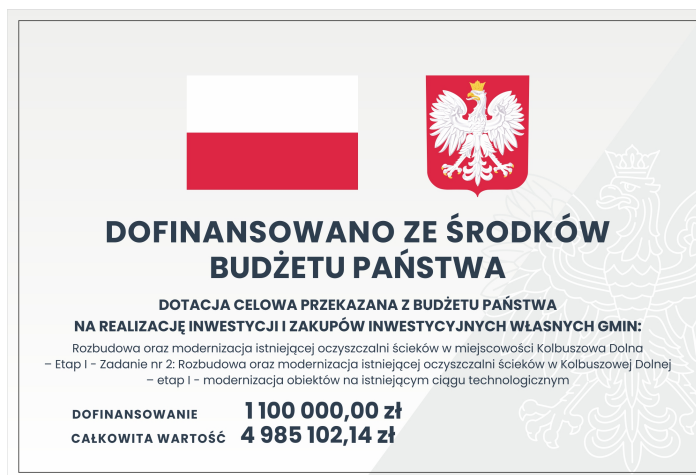 DOFINANSOWANO ZE ŚRODKÓW
BUDŻETU PAŃSTWA
DOTACJA CELOWA PRZEKAZANA Z BUDŻETU PAŃSTWA
NA REALIZACJĘ INWESTYCJI I ZAKUPÓW INWESTYCYJNYCH WŁASNYCH GMIN:
Rozbudowa oraz modernizacja istniejącej oczyszczalni ścieków w miejscowości Kolbuszowa Dolna
– Etap I - Zadanie nr 2: Rozbudowa oraz modernizacja istniejącej oczyszczalni ścieków w Kolbuszowej Dolnej
– etap I - modernizacja obiektów na istniejącym ciągu technologicznym
DOFINANSOWANIE 1 100 000,00 zł
CAŁKOWITA WARTOŚĆ 4 985 102,14 zł